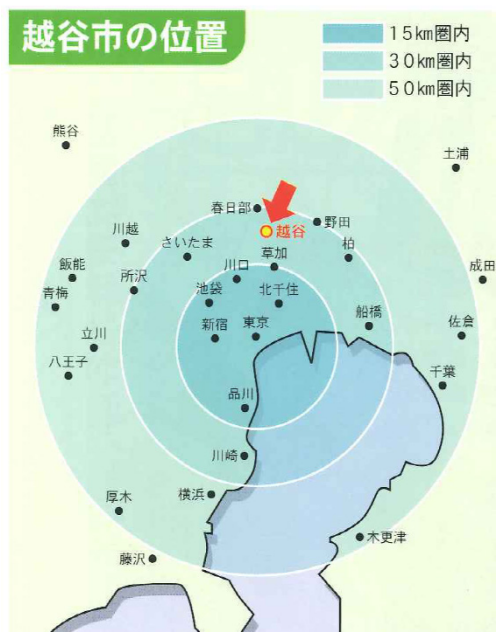 越谷市の位置
15km圏内
30km圏内
50km圏内
熊谷
土浦
春日部
野田
越谷
川越
さいたま
柏
草加
飯能
所沢
川口
成田
青梅
池袋
北千住
船橋
佐倉
立川
新宿
東京
八王子
千葉
品川
川崎
横浜
厚木
木更津
藤沢